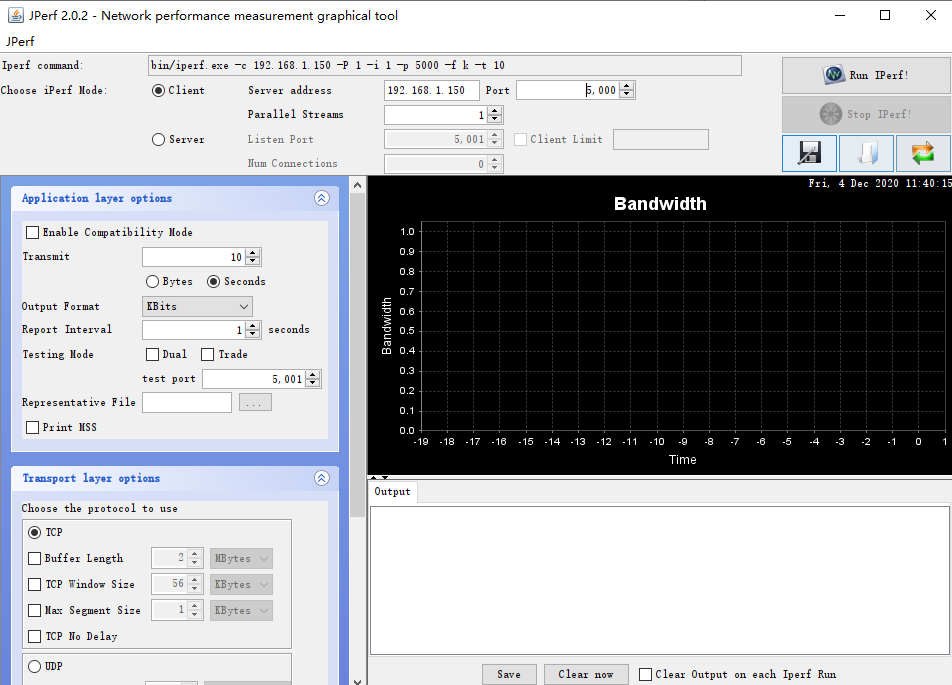 JPerf 2.0.2 - Network performance measurement graphical tool
JPerf
Iperf command: bin/iperf.exe -c 192.168.1.150 -P 1 -i 1 -p 5000 -f k -t 10
Choose iPerf Mode: Client Server address 192.168.1.150 Port 5,000
Parallel Streams 1
Server Listen Port 5,001 Client Limit
Num Connections 0
Run IPerf!
Stop IPerf!
Application layer options
Enable Compatibility Mode
Transmit 10
Bytes Seconds
Output Format KBits
Report Interval 1 seconds
Testing Mode Dual Trade
test port 5,001
Representative File ...
Print MSS
Transport layer options
Choose the protocol to use
TCP
Buffer Length 2 MBytes
TCP Window Size 56 KBytes
Max Segment Size 1 KBytes
TCP No Delay
UDP
Fri, 4 Dec 2020 11:40:15
Bandwidth
Bandwidth
1.0
0.9
0.8
0.7
0.6
0.5
0.4
0.3
0.2
0.1
0.0
-19 -18 -17 -16 -15 -14 -13 -12 -11 -10 -9 -8 -7 -6 -5 -4 -3 -2 -1 0 1
Time
Output
Save Clear now Clear Output on each Iperf Run